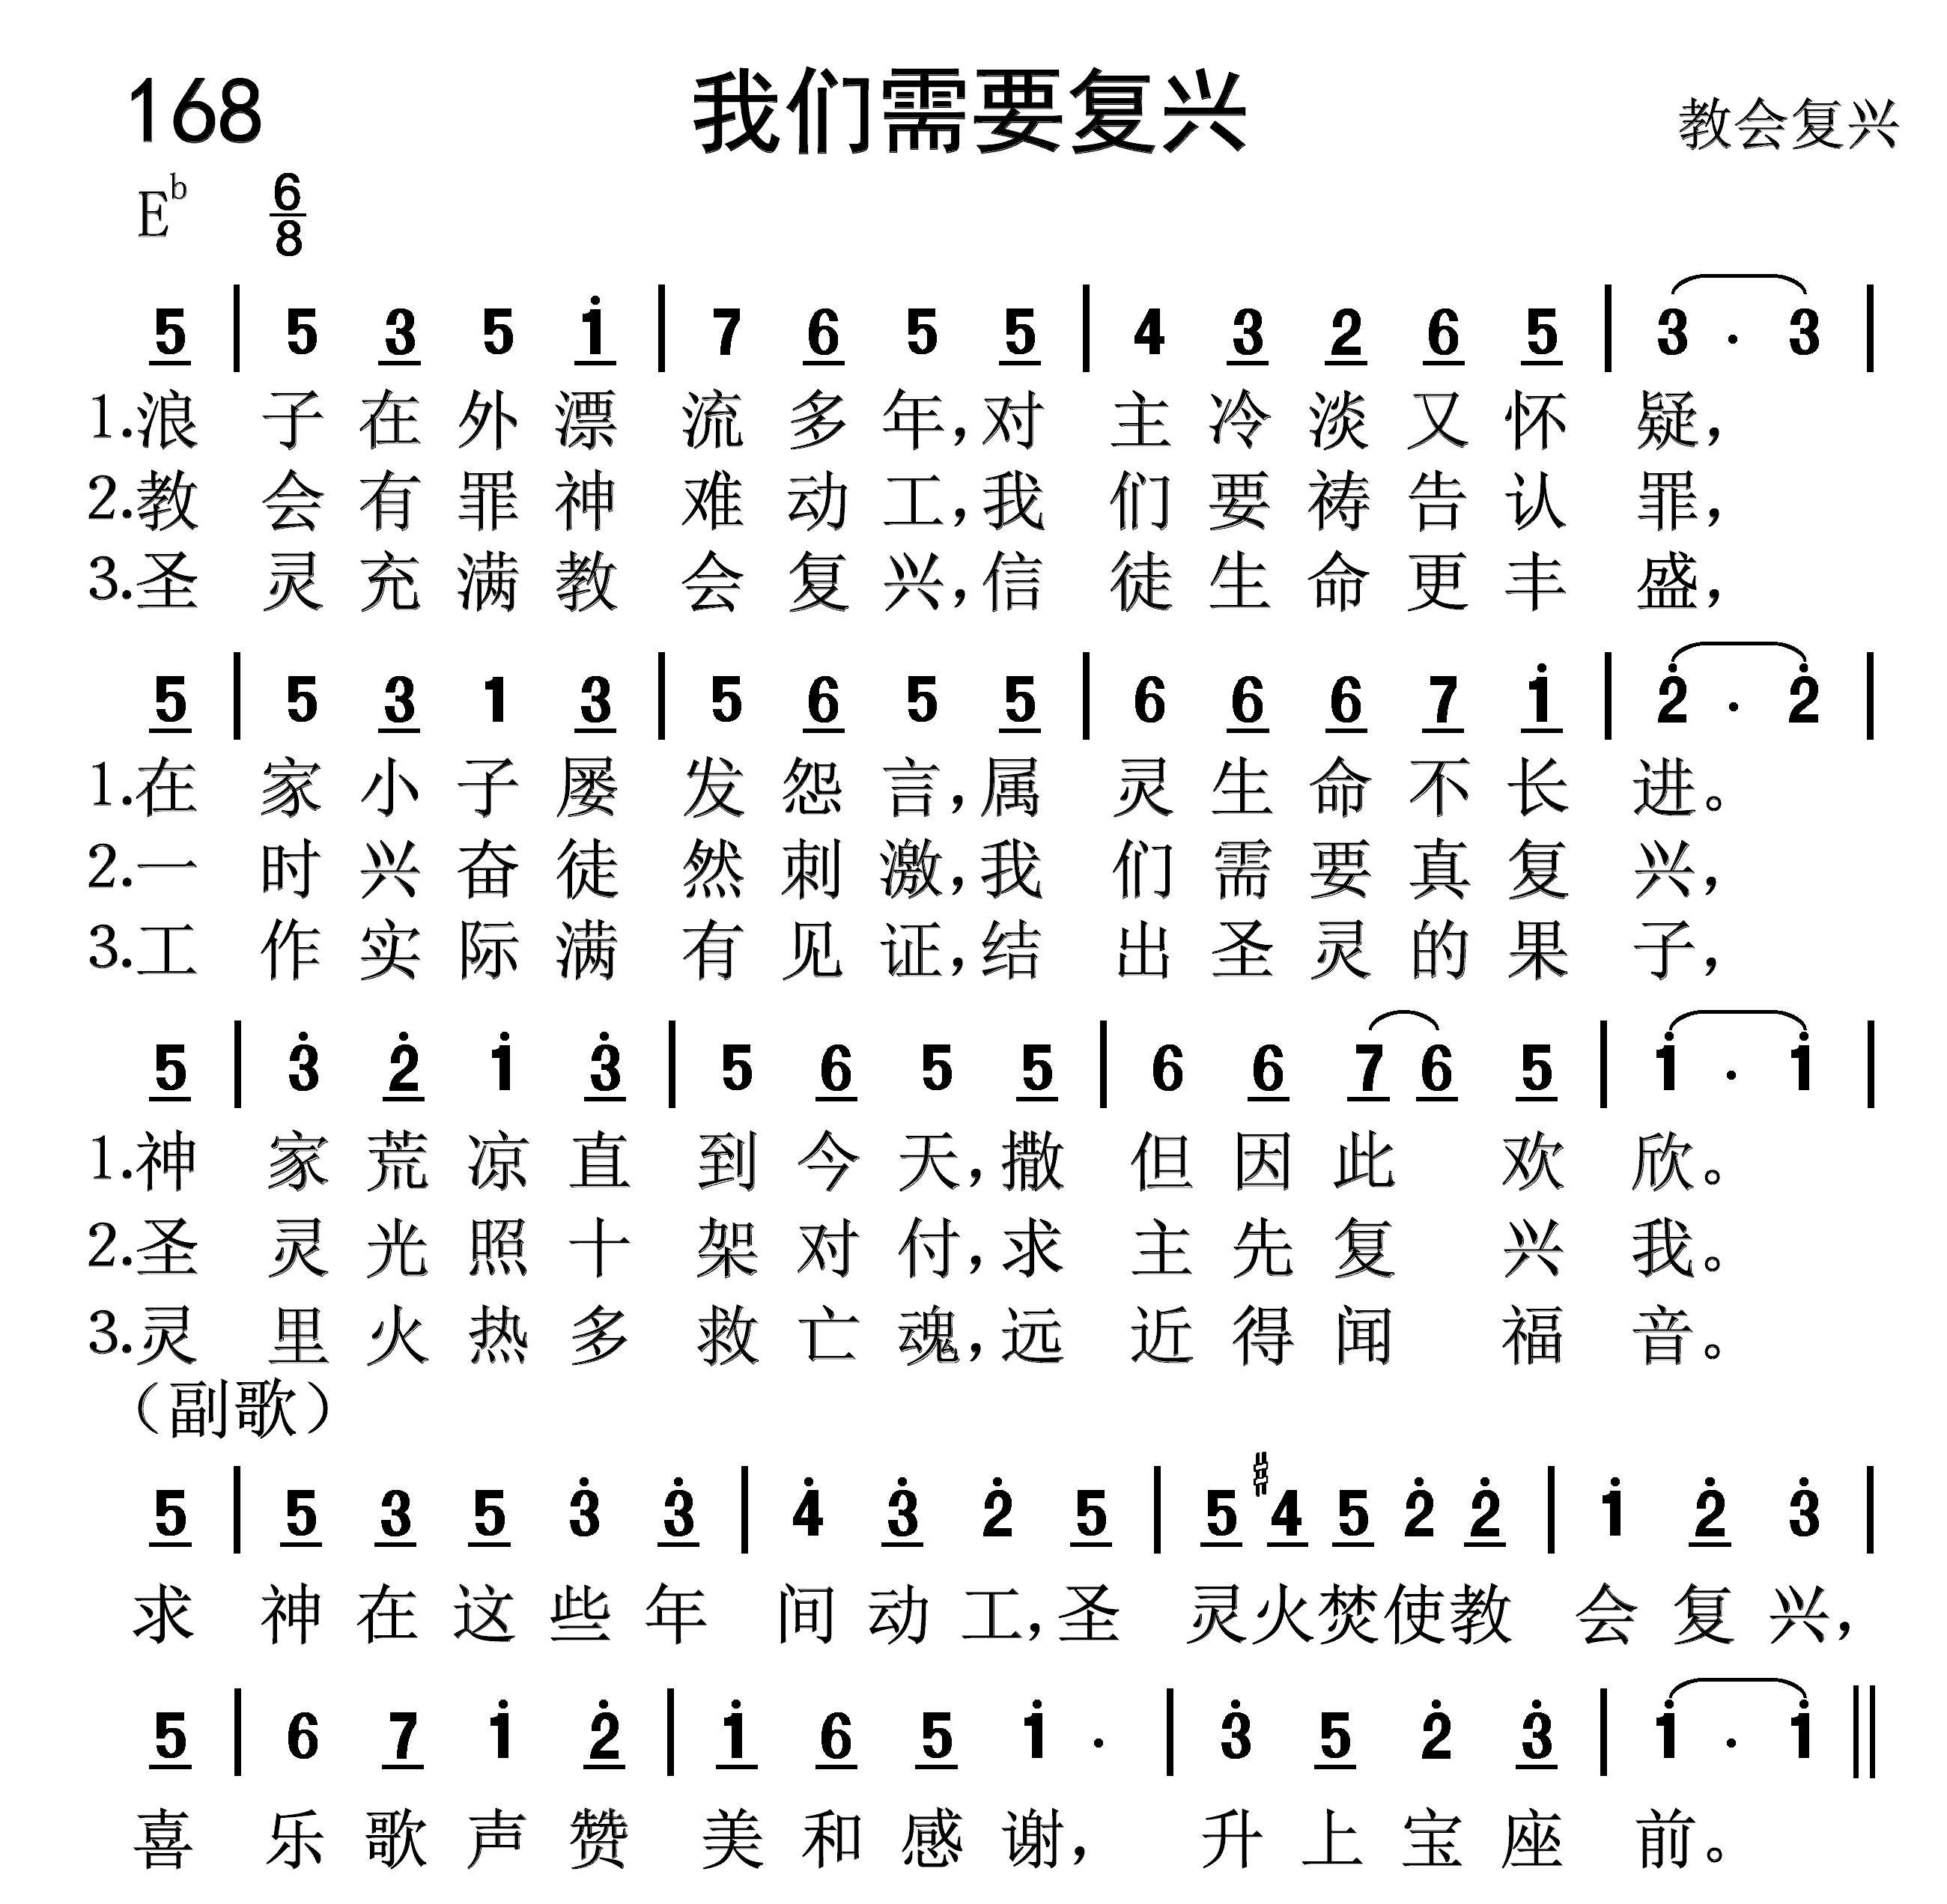 168 我们需要复兴 教会复兴
E♭ 6/8
5 | 5 3 5 i | 7 6 5 5 | 4 3 2 6 5 | 3 · 3 |
1.浪子在外漂流多年,对主冷淡又怀疑,
2.教会有罪神难动工,我们要祷告认罪,
3.圣灵充满教会复兴,信徒生命更丰盛,
5 | 5 3 1 3 | 5 6 5 5 | 6 6 6 7 i | 2̇ · 2̇ |
1.在家小子屡发怨言,属灵生命不长进。
2.一时兴奋徒然刺激,我们需要真复兴,
3.工作实际满有见证,结出圣灵的果子,
5 | 3̇ 2̇ i 3̇ | 5 6 5 5 | 6 6 7 6 5 | i · i |
1.神家荒凉直到今天,撒但因此欢欣。
2.圣灵光照十架对付,求主先复兴我。
3.灵里火热多救亡魂,远近得闻福音。
(副歌)
5 | 5 3 5 3̇ 3̇ | 4̇ 3̇ 2̇ 5 | 5 #4 5 2̇ 2̇ | i 2̇ 3̇ |
求神在这些年间动工,圣灵火焚使教会复兴,
5 | 6 7 i 2̇ | i 6 5 i · | 3̇ 5 2̇ 3̇ | i · i ‖
喜乐歌声赞美和感谢,升上宝座前。